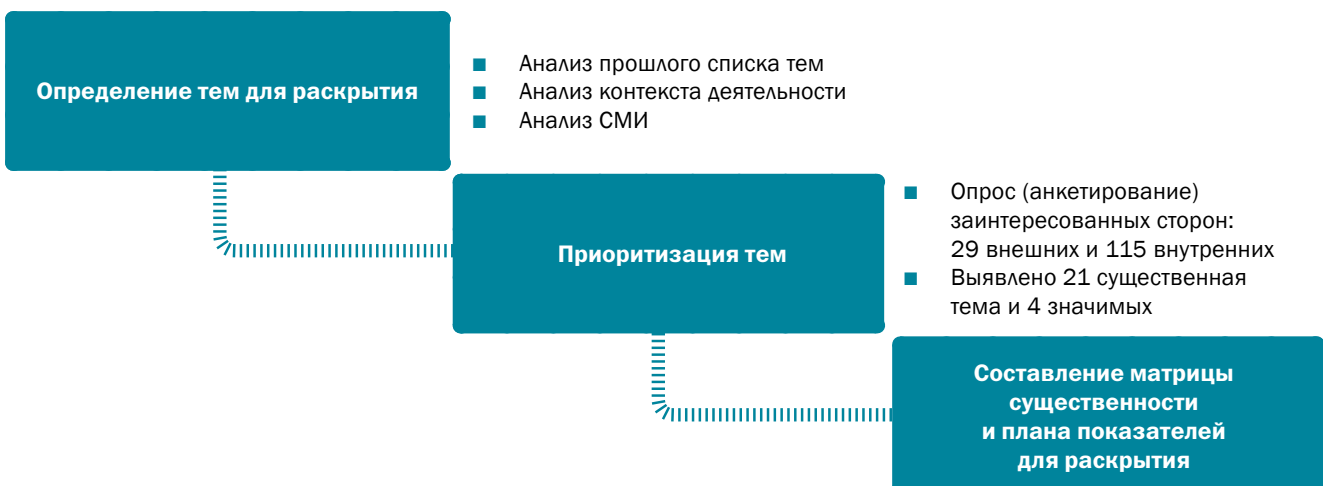 Определение тем для раскрытия
■ Анализ прошлого списка тем
■ Анализ контекста деятельности
■ Анализ СМИ
Приоритизация тем
■ Опрос (анкетирование)
заинтересованных сторон:
29 внешних и 115 внутренних
■ Выявлено 21 существенная
тема и 4 значимых
Составление матрицы
существенности
и плана показателей
для раскрытия